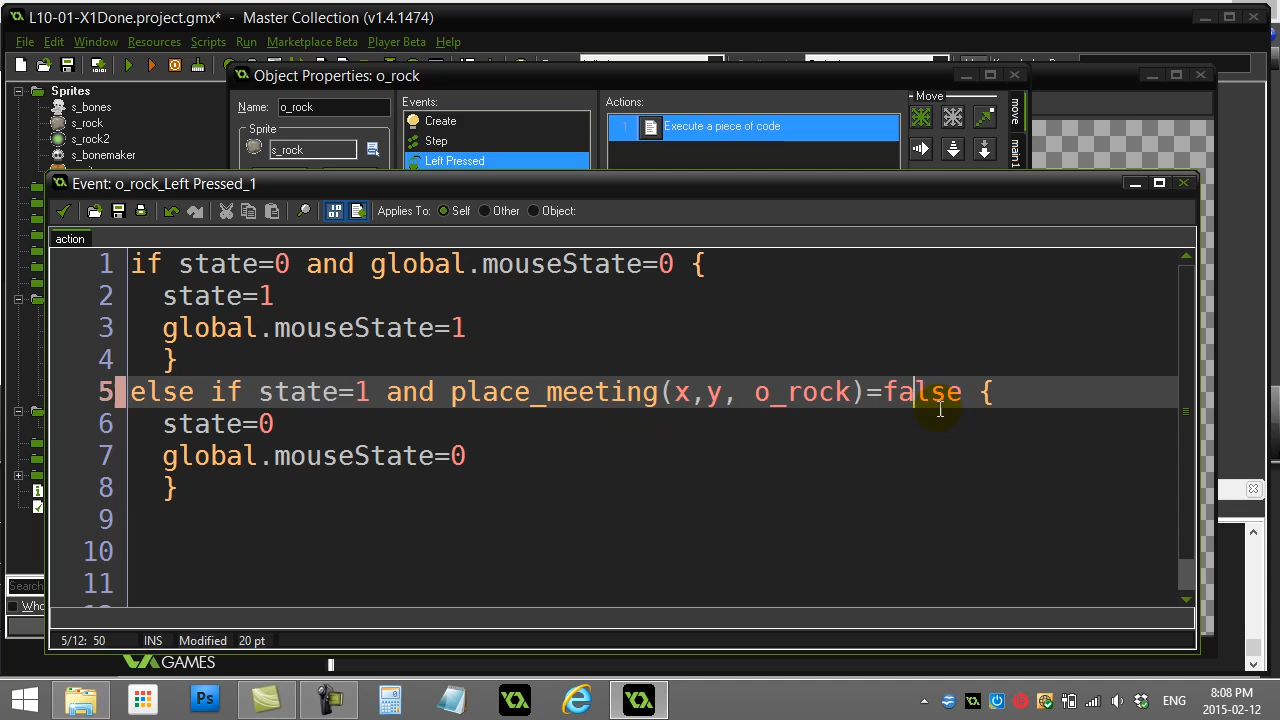 L10-01-X1Done.project.gmx* - Master Collection (v1.4.1474)
File Edit Window Resources Scripts Run Marketplace Beta Player Beta Help
Object Properties: o_rock
Sprites
s_bones
s_rock
s_rock2
s_bonemaker
Name: o_rock
Sprite
s_rock
Events:
Create
Step
Left Pressed
Actions:
1 Execute a piece of code
Move
move
main1
Event: o_rock_Left Pressed_1
Applies To: Self Other Object:
action
1 if state=0 and global.mouseState=0 {
2 state=1
3 global.mouseState=1
4 }
5 else if state=1 and place_meeting(x,y, o_rock)=false {
6 state=0
7 global.mouseState=0
8 }
9
10
11
Search
Who
5/12: 50 INS Modified 20 pt
GAMES
Ps
ENG
8:08 PM
2015-02-12